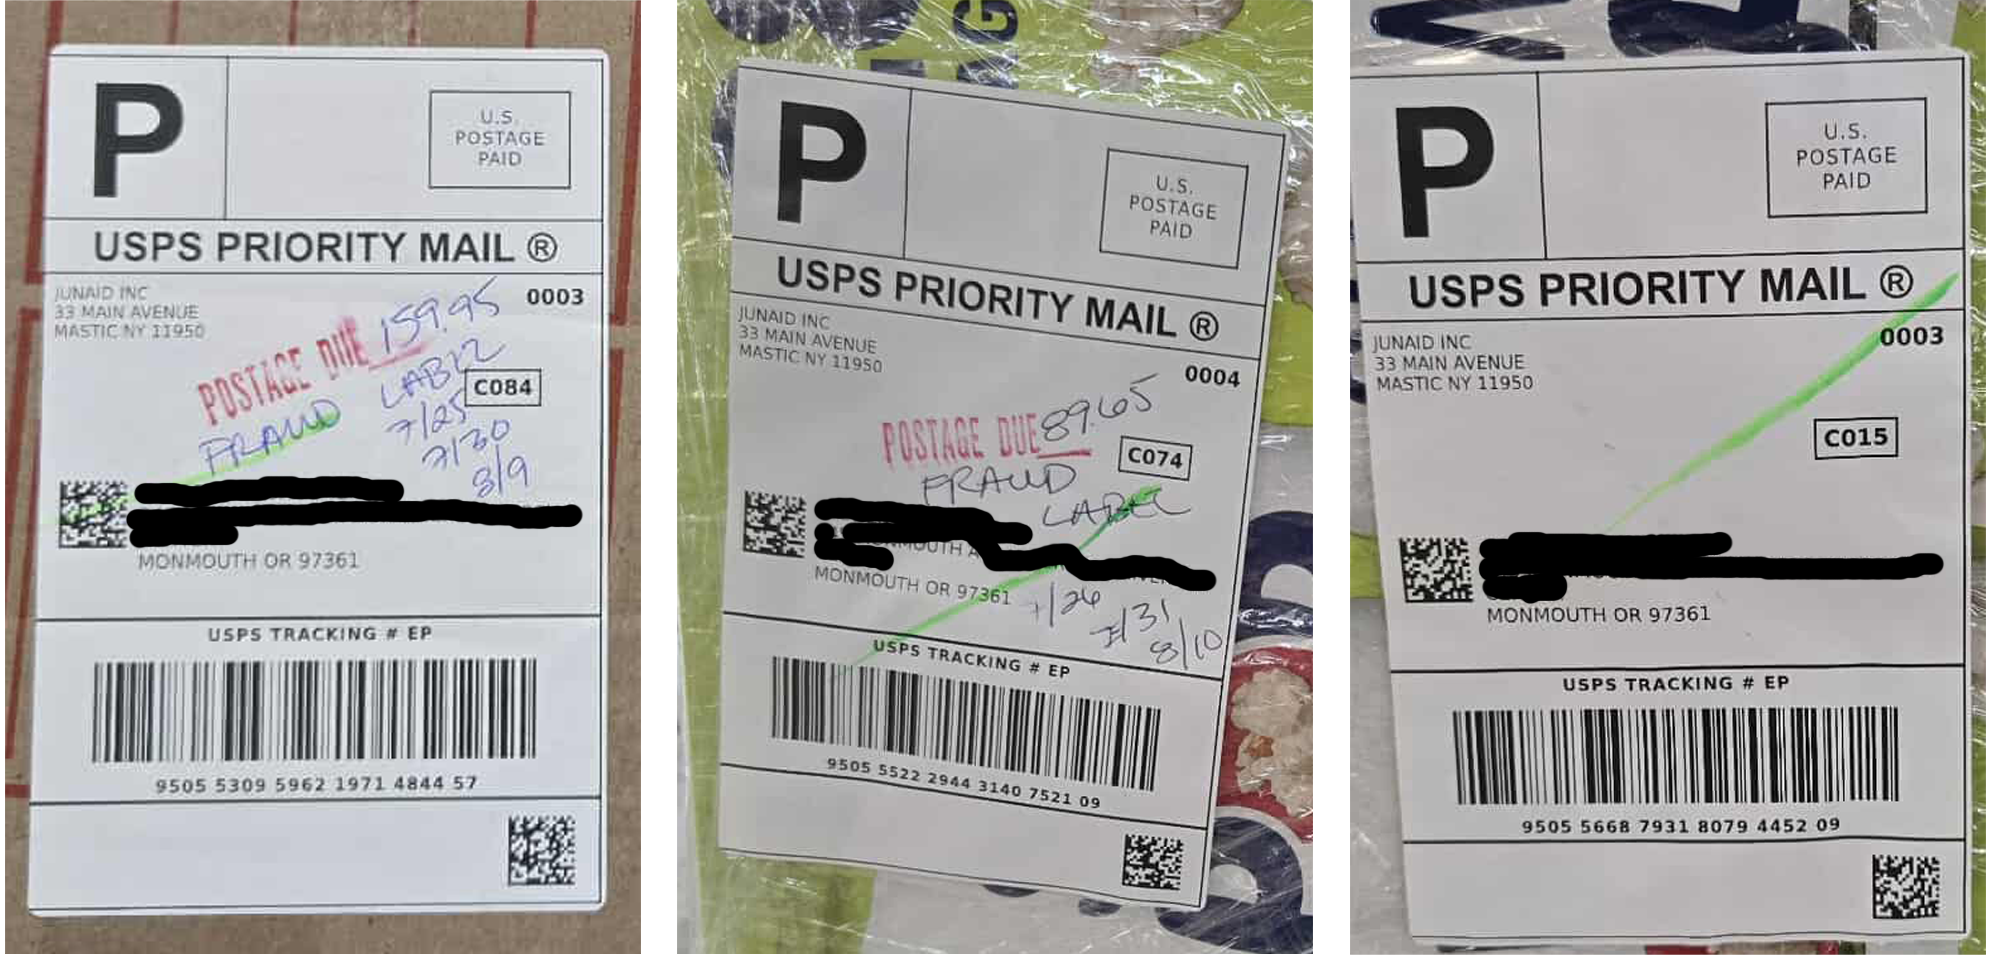 P
U.S.
POSTAGE
PAID
USPS PRIORITY MAIL ®
JUNAID INC
33 MAIN AVENUE
MASTIC NY 11950
0003
POSTAGE DUE 159.95
FRAUD
C084
7/25
7/30
8/9
MONMOUTH OR 97361
USPS TRACKING # EP
9505 5309 5962 1971 4844 57
G
P
U.S.
POSTAGE
PAID
USPS PRIORITY MAIL ®
JUNAID INC
33 MAIN AVENUE
MASTIC NY 11950
0004
POSTAGE DUE 89.65
C074
FRAUD
LABEL
MONMOUTH OR 97361
7/26
7/31
8/10
USPS TRACKING # EP
9505 5522 2944 3140 7521 09
P
U.S.
POSTAGE
PAID
USPS PRIORITY MAIL ®
JUNAID INC
33 MAIN AVENUE
MASTIC NY 11950
0003
C015
MONMOUTH OR 97361
USPS TRACKING # EP
9505 5668 7931 8079 4452 09